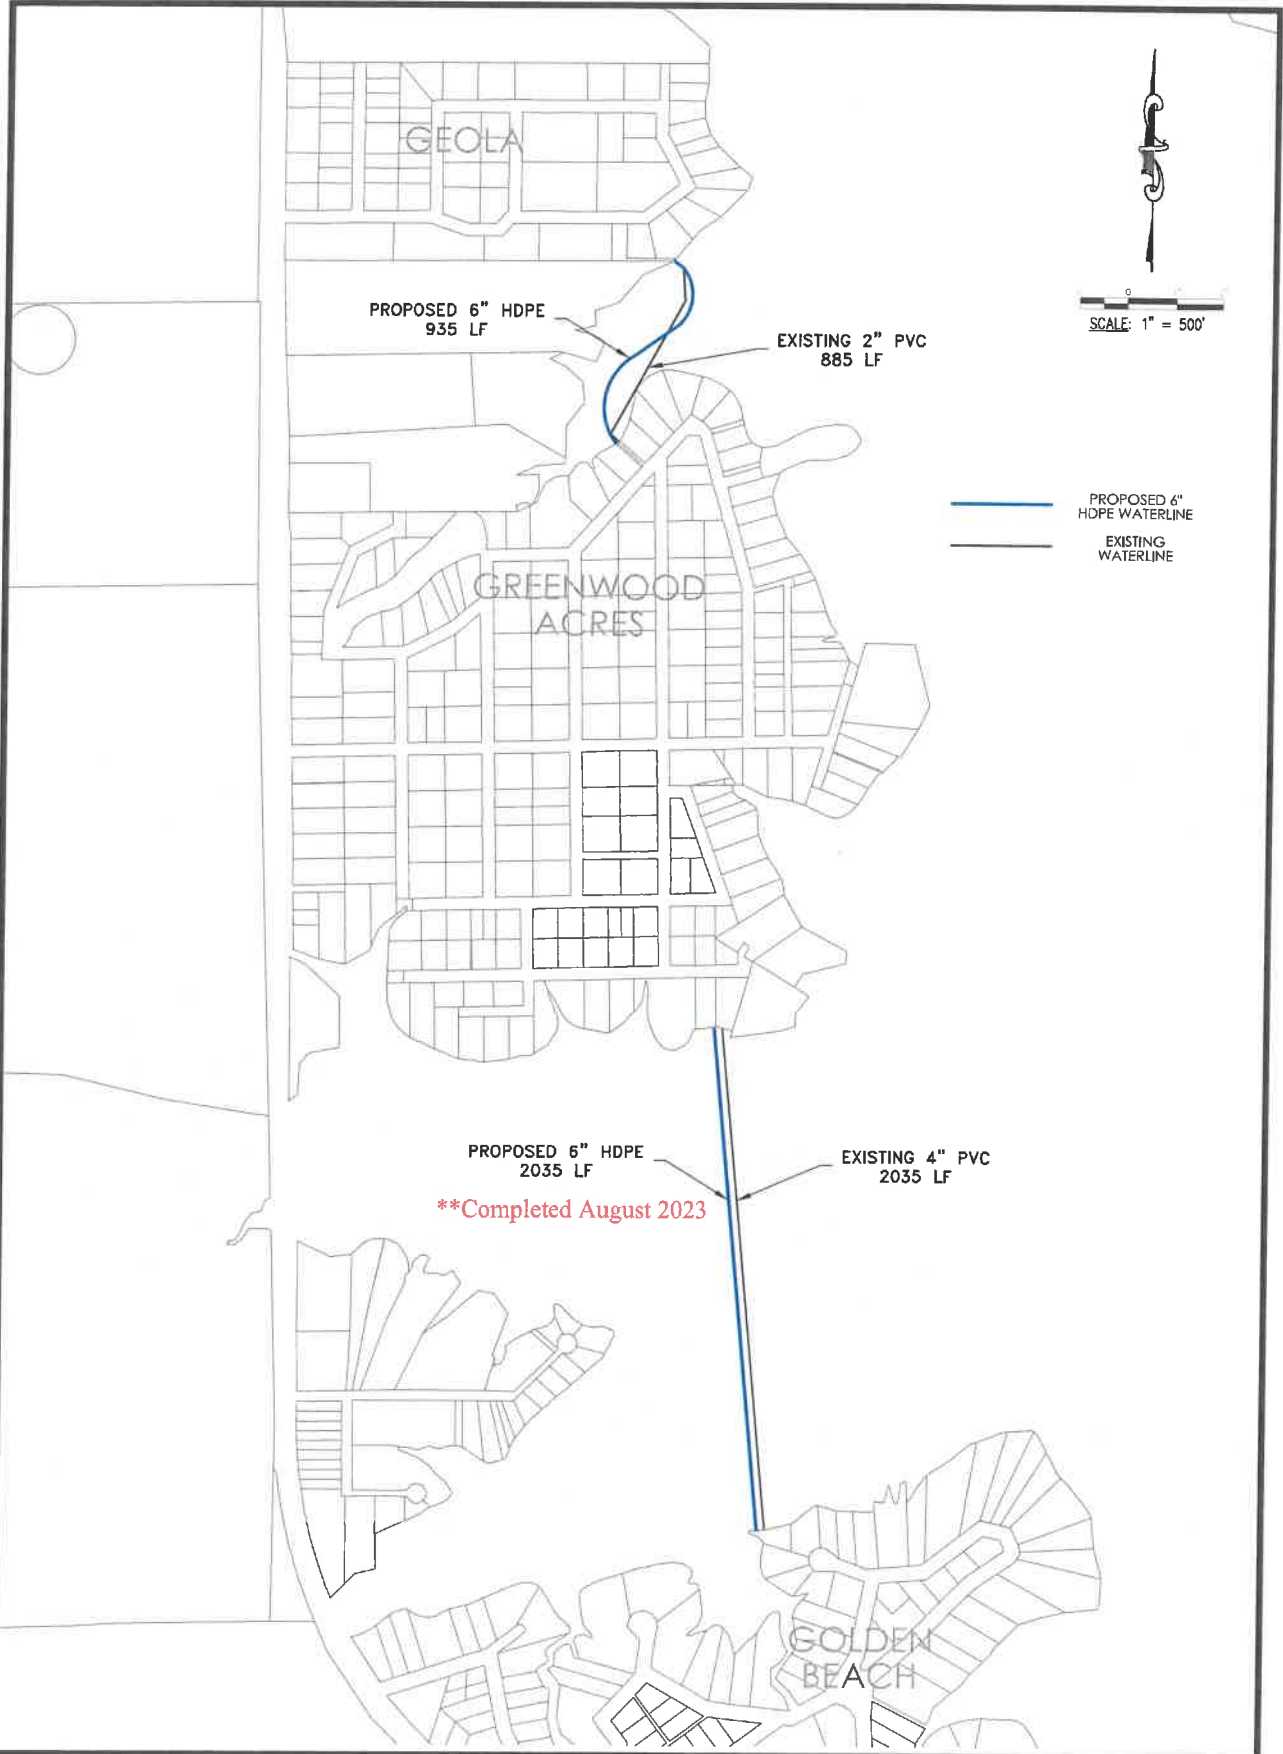 GEOLA
0
SCALE: 1" = 500'
PROPOSED 6" HDPE
935 LF
EXISTING 2" PVC
885 LF
PROPOSED 6"
HDPE WATERLINE
EXISTING
WATERLINE
GREENWOOD
ACRES
PROPOSED 6" HDPE
2035 LF
EXISTING 4" PVC
2035 LF
**Completed August 2023
GOLDEN
BEACH